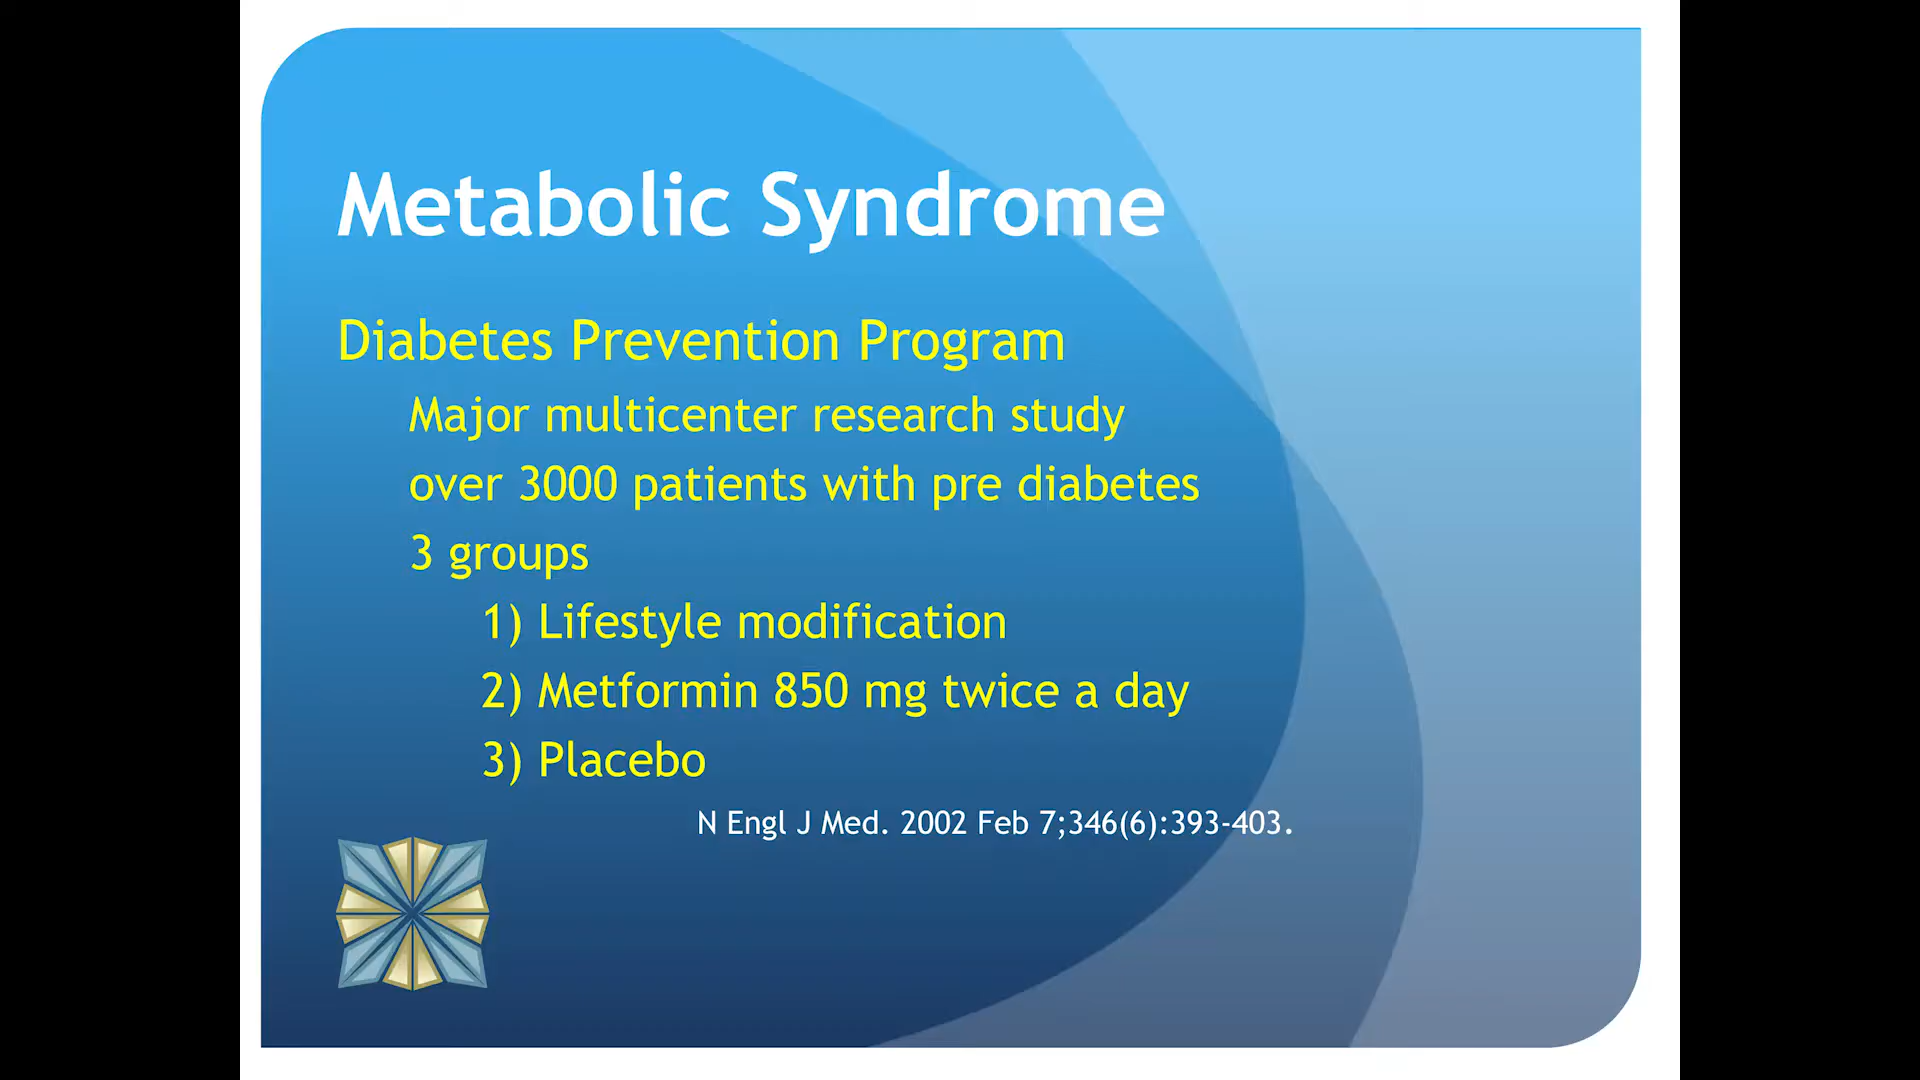 Metabolic Syndrome
Diabetes Prevention Program
Major multicenter research study
over 3000 patients with pre diabetes
3 groups
1) Lifestyle modification
2) Metformin 850 mg twice a day
3) Placebo
N Engl J Med. 2002 Feb 7;346(6):393-403.